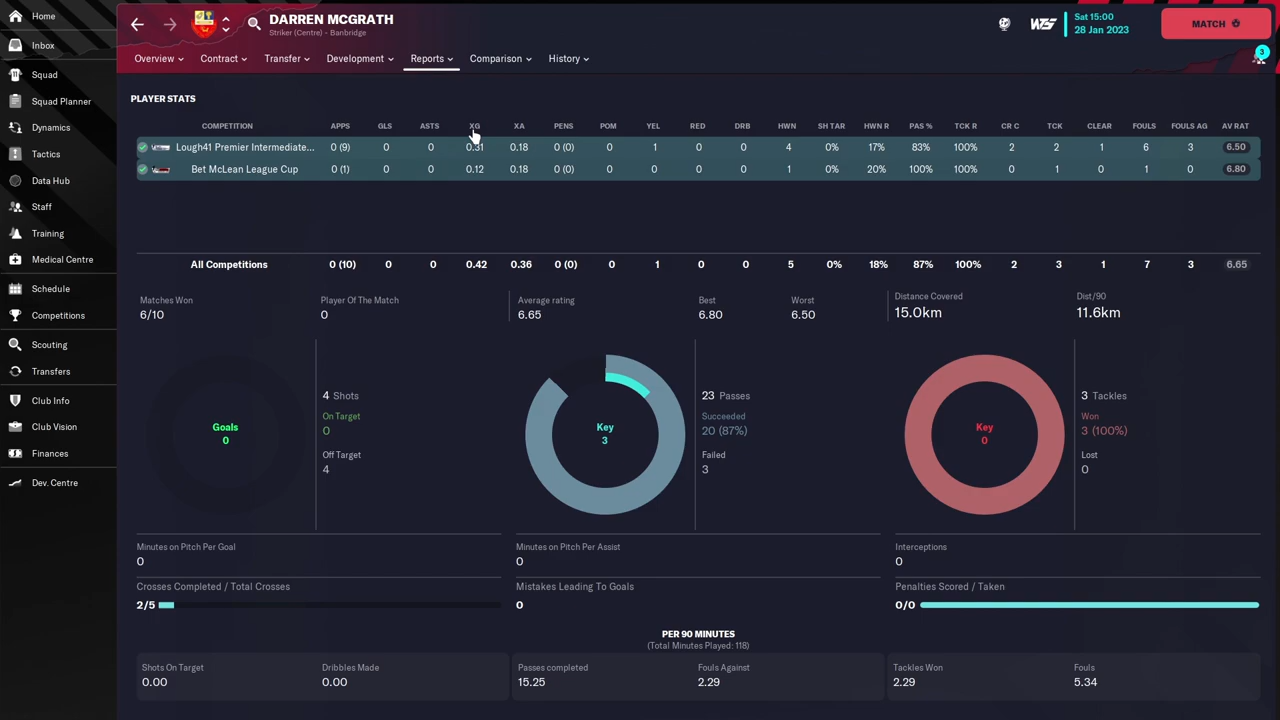 Home
DARREN MCGRATH
Striker (Centre) - Banbridge
Sat 15:00
28 Jan 2023
MATCH
3
Inbox
Overview Contract Transfer Development Reports Comparison History
Squad
Squad Planner
Dynamics
Tactics
Data Hub
Staff
Training
Medical Centre
Schedule
Competitions
Scouting
Transfers
Club Info
Club Vision
Finances
Dev. Centre
PLAYER STATS
COMPETITION APPS GLS ASTS XG XA PENS POM YEL RED DRB HWN SH TAR HWN R PAS % TCK R CR C TCK CLEAR FOULS FOULS AG AV RAT
Lough41 Premier Intermediate... 0 (9) 0 0 0.31 0.18 0 (0) 0 1 0 0 4 0% 17% 83% 100% 2 2 1 6 3 6.50
Bet McLean League Cup 0 (1) 0 0 0.12 0.18 0 (0) 0 0 0 0 1 0% 20% 100% 100% 0 1 0 1 0 6.80
All Competitions 0 (10) 0 0 0.42 0.36 0 (0) 0 1 0 0 5 0% 18% 87% 100% 2 3 1 7 3 6.65
Matches Won Player Of The Match Average rating Best Worst Distance Covered Dist/90
6/10 0 6.65 6.80 6.50 15.0km 11.6km
Goals
0
4 Shots
On Target
0
Off Target
4
Key
3
23 Passes
Succeeded
20 (87%)
Failed
3
Key
0
3 Tackles
Won
3 (100%)
Lost
0
Minutes on Pitch Per Goal Minutes on Pitch Per Assist Interceptions
0 0 0
Crosses Completed / Total Crosses Mistakes Leading To Goals Penalties Scored / Taken
2/5 0 0/0
PER 90 MINUTES
(Total Minutes Played: 118)
Shots On Target Dribbles Made Passes completed Fouls Against Tackles Won Fouls
0.00 0.00 15.25 2.29 2.29 5.34